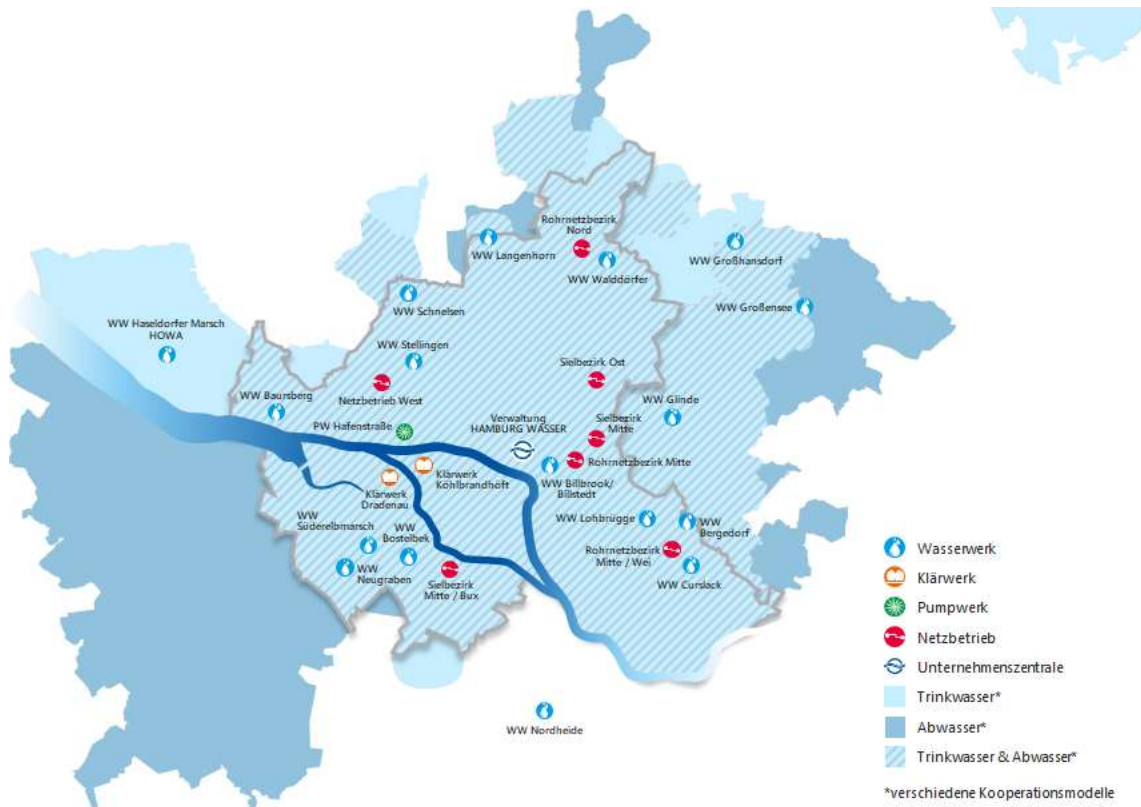 Rohrnetzbezirk
Nord
WW Langenhorn
WW Walddörfer
WW Großhansdorf
WW Großensee
WW Schnelsen
WW Haseldorfer Marsch
HOWA
WW Stellingen
Netzbetrieb West
Sielbezirk Ost
WW Baursberg
WW Glinde
PW Hafenstraße
Verwaltung
HAMBURG WASSER
Sielbezirk
Mitte
Rohrnetzbezirk Mitte
WW Billbrook/
Billstedt
Klärwerk
Köhlbrandhöft
Klärwerk
Dradenau
WW
Süderelbmarsch
WW
Bostelbek
WW
Neugraben
Sielbezirk
Mitte / Bux
WW Lohbrügge
WW
Bergedorf
Rohrnetzbezirk
Mitte / Wei
WW Curslack
WW Nordheide
Wasserwerk
Klärwerk
Pumpwerk
Netzbetrieb
Unternehmenszentrale
Trinkwasser*
Abwasser*
Trinkwasser & Abwasser*
*verschiedene Kooperationsmodelle